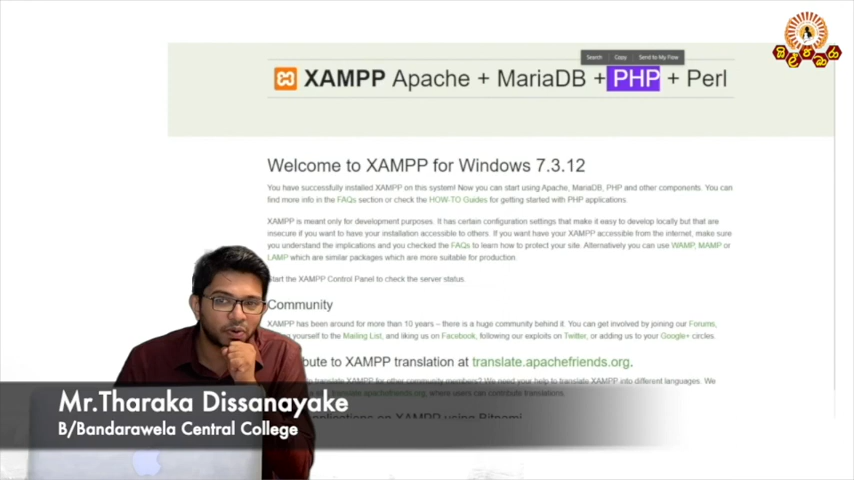 Search Copy Send to My Flow
XAMPP Apache + MariaDB + PHP + Perl
Welcome to XAMPP for Windows 7.3.12
You have successfully installed XAMPP on this system! Now you can start using Apache, MariaDB, PHP and other components. You can
find more info in the FAQs section or check the HOW-TO Guides for getting started with PHP applications.
XAMPP is meant only for development purposes. It has certain configuration settings that make it easy to develop locally but that are
insecure if you want to have your installation accessible to others. If you want have your XAMPP accessible from the internet, make sure
you understand the implications and you checked the FAQs to learn how to protect your site. Alternatively you can use WAMP, MAMP or
LAMP which are similar packages which are more suitable for production.
tart the XAMPP Control Panel to check the server status.
Community
XAMPP has been around for more than 10 years – there is a huge community behind it. You can get involved by joining our Forums,
yourself to the Mailing List, and liking us on Facebook, following our exploits on Twitter, or adding us to your Google+ circles.
bute to XAMPP translation at translate.apachefriends.org.
translate XAMPP for other community members? We need your help to translate XAMPP into different languages. We
translate.apachefriends.org, where users can contribute translations.
Mr.Tharaka Dissanayake
B/Bandarawela Central College